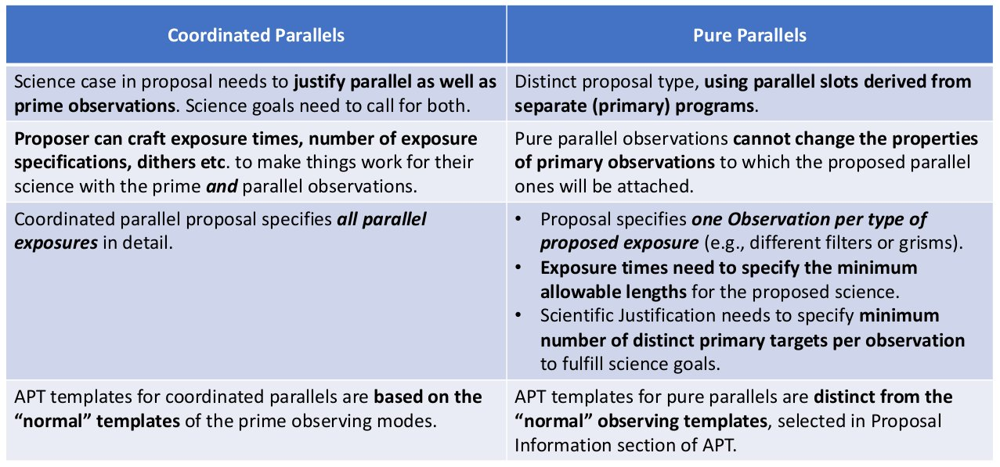 Coordinated Parallels
Pure Parallels
Science case in proposal needs to justify parallel as well as
prime observations. Science goals need to call for both.
Distinct proposal type, using parallel slots derived from
separate (primary) programs.
Proposer can craft exposure times, number of exposure
specifications, dithers etc. to make things work for their
science with the prime and parallel observations.
Pure parallel observations cannot change the properties
of primary observations to which the proposed parallel
ones will be attached.
Coordinated parallel proposal specifies all parallel
exposures in detail.
• Proposal specifies one Observation per type of
proposed exposure (e.g., different filters or grisms).
• Exposure times need to specify the minimum
allowable lengths for the proposed science.
• Scientific Justification needs to specify minimum
number of distinct primary targets per observation
to fulfill science goals.
APT templates for coordinated parallels are based on the
“normal” templates of the prime observing modes.
APT templates for pure parallels are distinct from the
“normal” observing templates, selected in Proposal
Information section of APT.